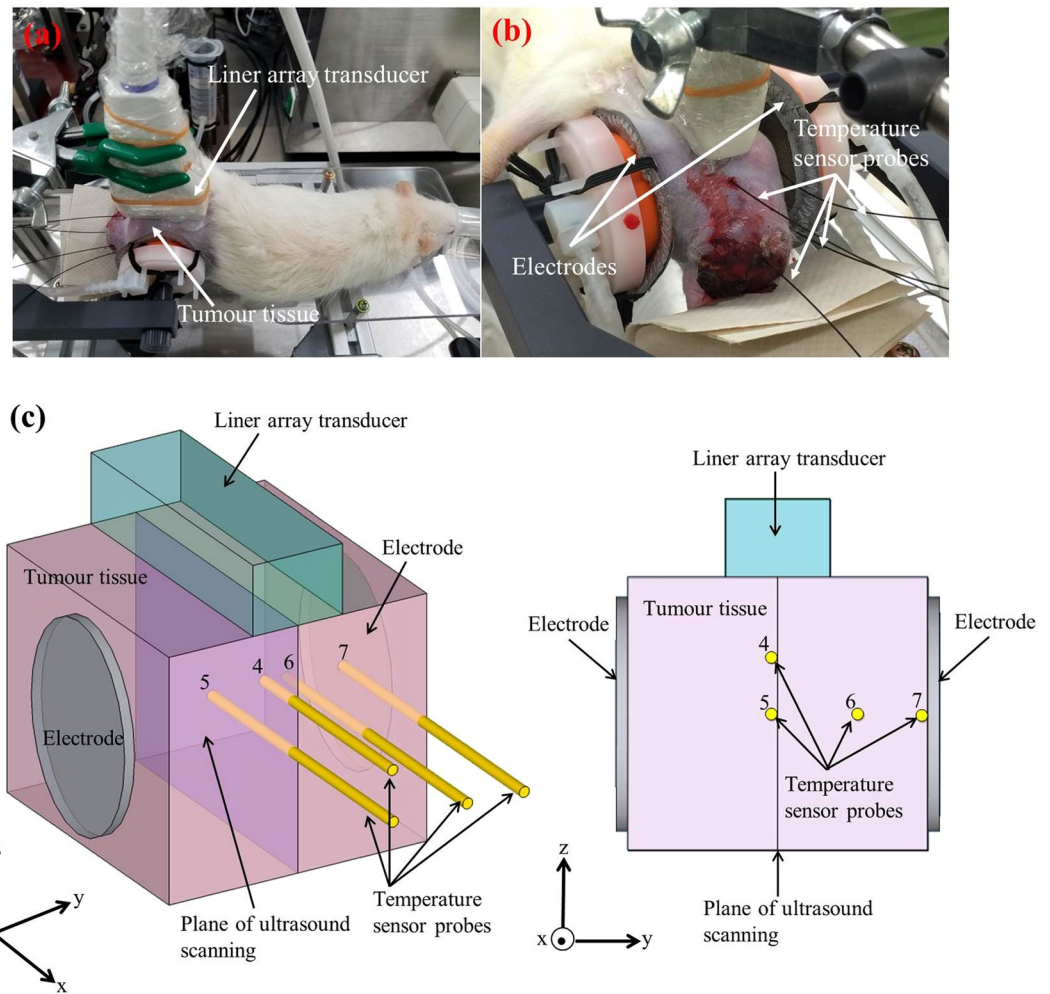 (a)
Liner array transducer
Tumour tissue
(b)
Temperature
sensor probes
Electrodes
(c)
Liner array transducer
Electrode
Tumour tissue
5
4
6
7
Electrode
Temperature
sensor probes
Plane of ultrasound
scanning
y
x
Liner array transducer
Tumour tissue
Electrode
Electrode
4
5
6
7
Temperature
sensor probes
Plane of ultrasound
scanning
z
x
y